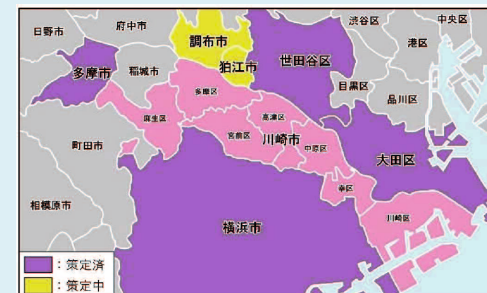 日野市
府中市
調布市
渋谷区
中央区
港区
狛江市
世田谷区
多摩市
稲城市
目黒区
品川区
多摩区
麻生区
高津区
宮前区
川崎市
中原区
町田市
大田区
幸区
相模原市
横浜市
川崎区
：策定済
：策定中